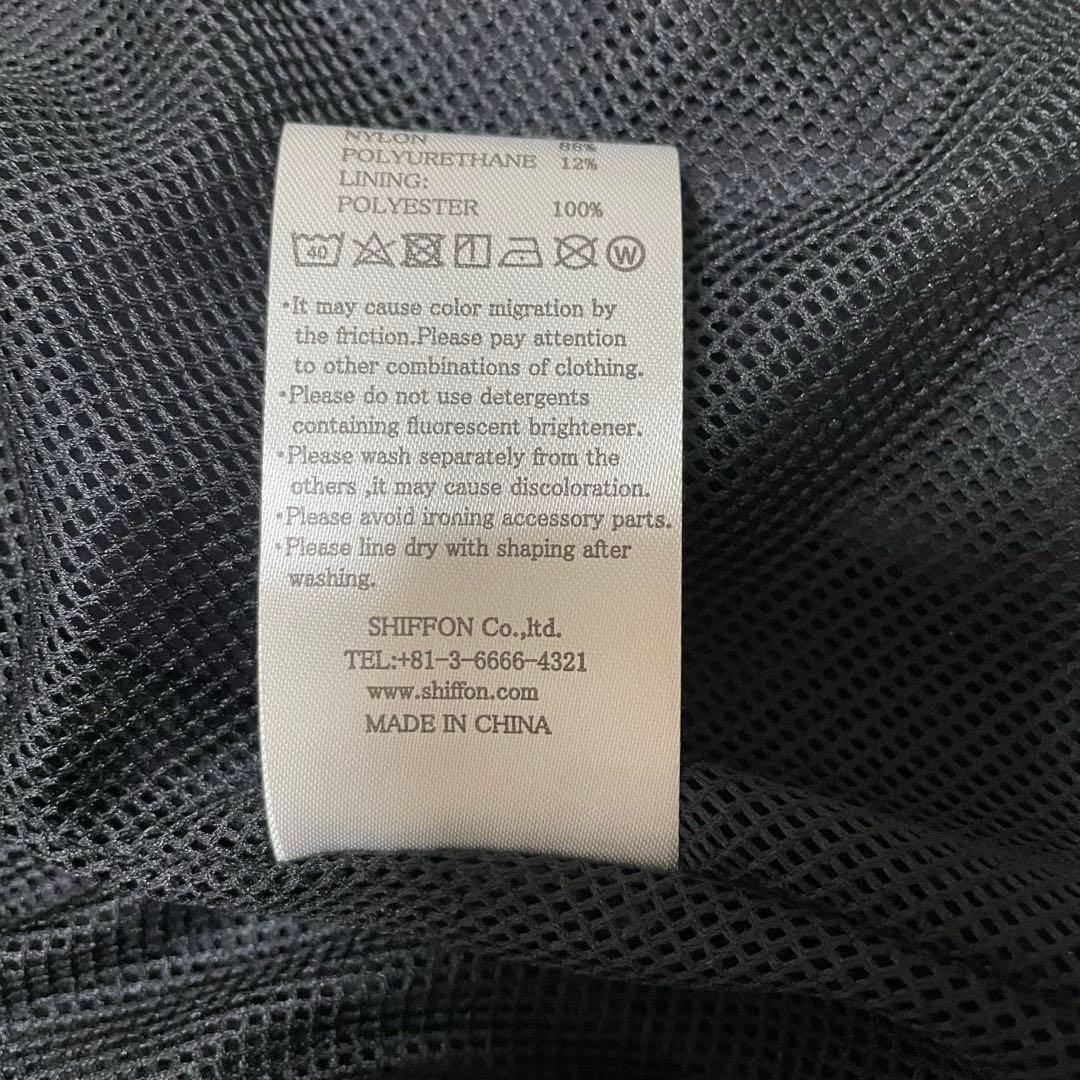 NYLON 88%
POLYURETHANE 12%
LINING:
POLYESTER 100%
40 W
•It may cause color migration by
the friction.Please pay attention
to other combinations of clothing.
•Please do not use detergents
containing fluorescent brightener.
•Please wash separately from the
others ,it may cause discoloration.
•Please avoid ironing accessory parts.
•Please line dry with shaping after
washing.
SHIFFON Co.,ltd.
TEL:+81-3-6666-4321
www.shiffon.com
MADE IN CHINA